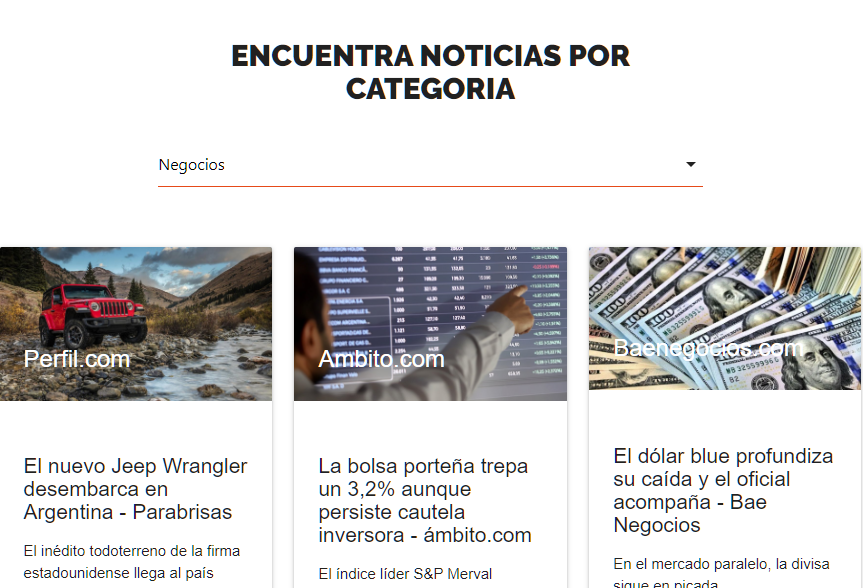 ENCUENTRA NOTICIAS POR
CATEGORIA
Negocios
Perfil.com
El nuevo Jeep Wrangler
desembarca en
Argentina - Parabrisas
El inédito todoterreno de la firma
estadounidense llega al país
Ambito.com
La bolsa porteña trepa
un 3,2% aunque
persiste cautela
inversora - ámbito.com
El índice líder S&P Merval
Baenegocios.com
El dólar blue profundiza
su caída y el oficial
acompaña - Bae
Negocios
En el mercado paralelo, la divisa
sigue en picada